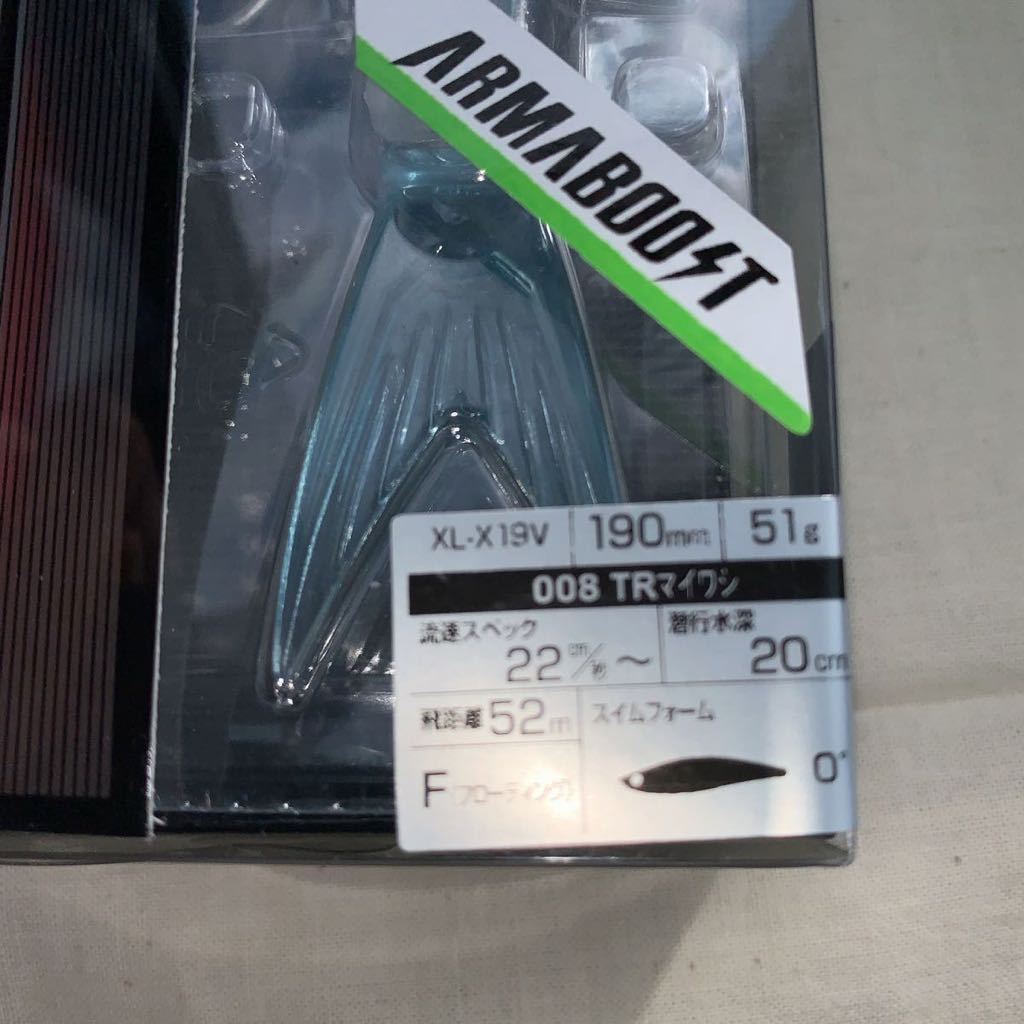 ARMABOOST
XL-X19V 190mm 51g
008 TRマイワシ
流速スペック 潜行水深
22cm/秒〜 20cm
飛距離52m スイムフォーム
F(フローティング) 0°